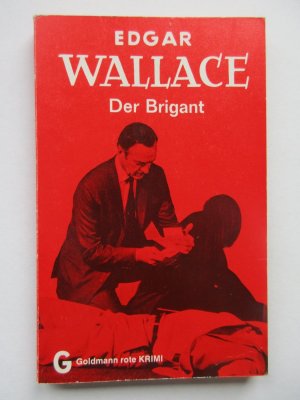 EDGAR
WALLACE
Der Brigant
G Goldmann rote KRIMI